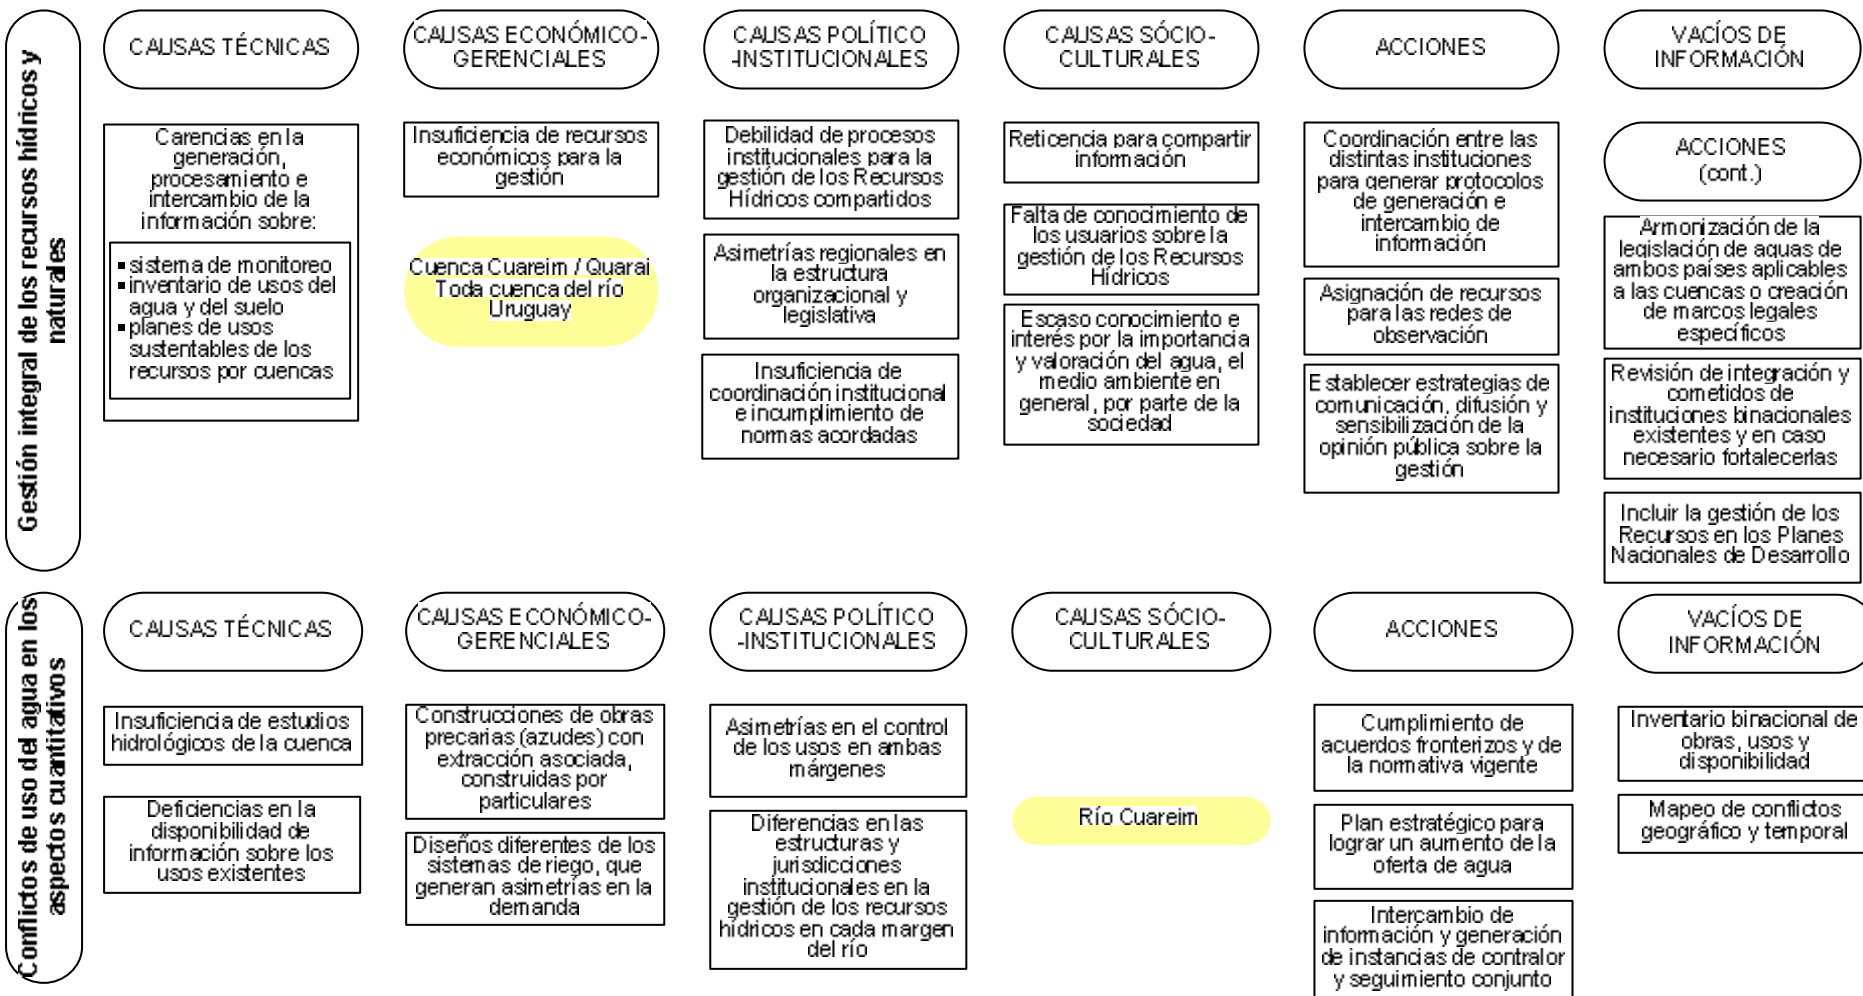 Gestión integral de los recursos hídricos y
naturales
CAUSAS TÉCNICAS
Carencias en la
generación,
procesamiento e
intercambio de la
información sobre:
▪ sistema de monitoreo
▪ inventario de usos del
agua y del suelo
▪ planes de usos
sustentables de los
recursos por cuencas
CAUSAS ECONÓMICO-
GERENCIALES
Insuficiencia de recursos
económicos para la
gestión
Cuenca Cuareim / Quarai
Toda cuenca del río
Uruguay
CAUSAS POLÍTICO
-INSTITUCIONALES
Debilidad de procesos
institucionales para la
gestión de los Recursos
Hídricos compartidos
Asimetrías regionales en
la estructura
organizacional y
legislativa
Insuficiencia de
coordinación institucional
e incumplimiento de
normas acordadas
CAUSAS SÓCIO-
CULTURALES
Reticencia para compartir
información
Falta de conocimiento de
los usuarios sobre la
gestión de los Recursos
Hídricos
Escaso conocimiento e
interés por la importancia
y valoración del agua, el
medio ambiente en
general, por parte de la
sociedad
ACCIONES
Coordinación entre las
distintas instituciones
para generar protocolos
de generación e
intercambio de
información
Asignación de recursos
para las redes de
observación
Establecer estrategias de
comunicación, difusión y
sensibilización de la
opinión pública sobre la
gestión
VACÍOS DE
INFORMACIÓN
ACCIONES
(cont.)
Armonización de la
legislación de aguas de
ambos países aplicables
a las cuencas o creación
de marcos legales
específicos
Revisión de integración y
cometidos de
instituciones binacionales
existentes y en caso
necesario fortalecerlas
Incluir la gestión de los
Recursos en los Planes
Nacionales de Desarrollo
Conflictos de uso del agua en los
aspectos cuantitativos
CAUSAS TÉCNICAS
Insuficiencia de estudios
hidrológicos de la cuenca
Deficiencias en la
disponibilidad de
información sobre los
usos existentes
CAUSAS ECONÓMICO-
GERENCIALES
Construcciones de obras
precarias (azudes) con
extracción asociada,
construidas por
particulares
Diseños diferentes de los
sistemas de riego, que
generan asimetrías en la
demanda
CAUSAS POLÍTICO
-INSTITUCIONALES
Asimetrías en el control
de los usos en ambas
márgenes
Diferencias en las
estructuras y
jurisdicciones
institucionales en la
gestión de los recursos
hídricos en cada margen
del río
CAUSAS SÓCIO-
CULTURALES
Río Cuareim
ACCIONES
Cumplimiento de
acuerdos fronterizos y de
la normativa vigente
Plan estratégico para
lograr un aumento de la
oferta de agua
Intercambio de
información y generación
de instancias de contralor
y seguimiento conjunto
VACÍOS DE
INFORMACIÓN
Inventario binacional de
obras, usos y
disponibilidad
Mapeo de conflictos
geográfico y temporal